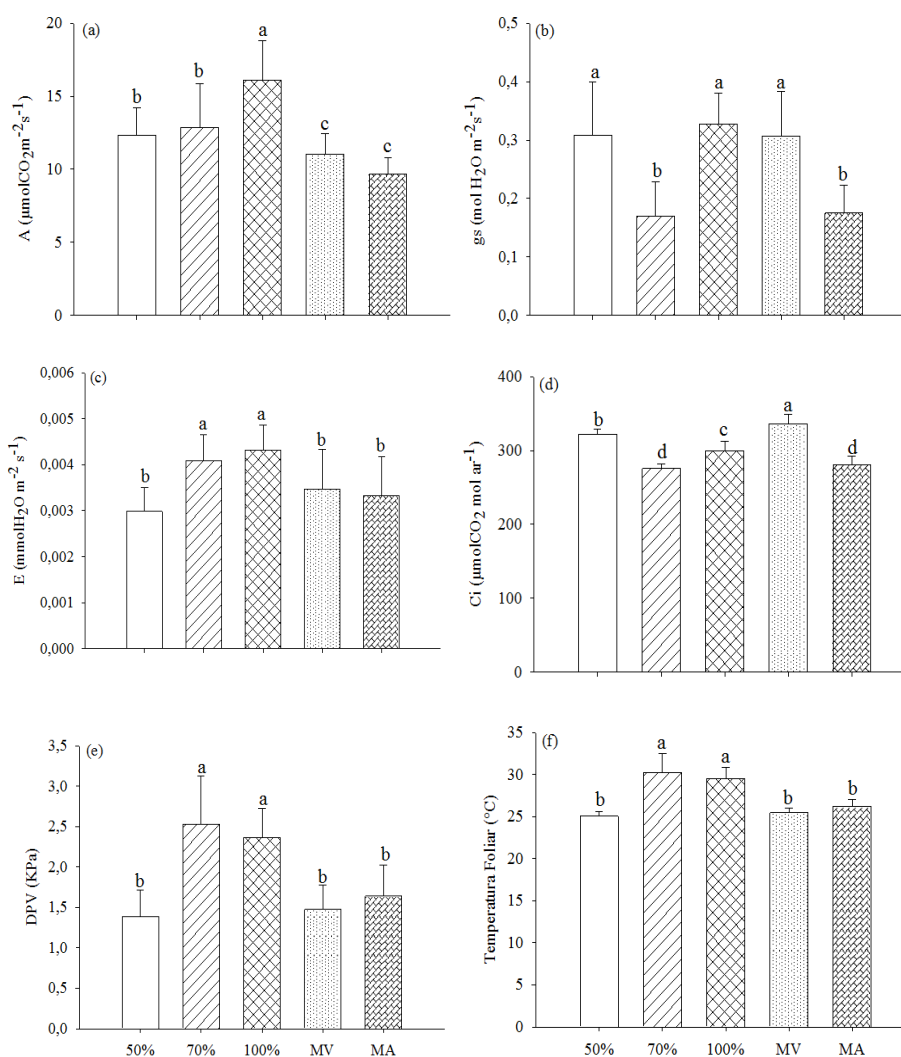 (a)
A (µmolCO2m-2s-1)
20
15
10
5
0
b
b
a
c
c
(b)
gs (mol H2O m-2s-1)
0,5
0,4
0,3
0,2
0,1
0,0
a
b
a
a
b
(c)
E (mmolH2O m-2 s-1)
0,006
0,005
0,004
0,003
0,002
0,001
0,000
b
a
a
b
b
(d)
Ci (µmolCO2 mol ar-1)
400
300
200
100
0
b
d
c
a
d
(e)
DPV (KPa)
3,5
3,0
2,5
2,0
1,5
1,0
0,5
0,0
b
a
a
b
b
50% 70% 100% MV MA
(f)
Temperatura Foliar (°C)
35
30
25
20
15
10
5
0
b
a
a
b
b
50% 70% 100% MV MA